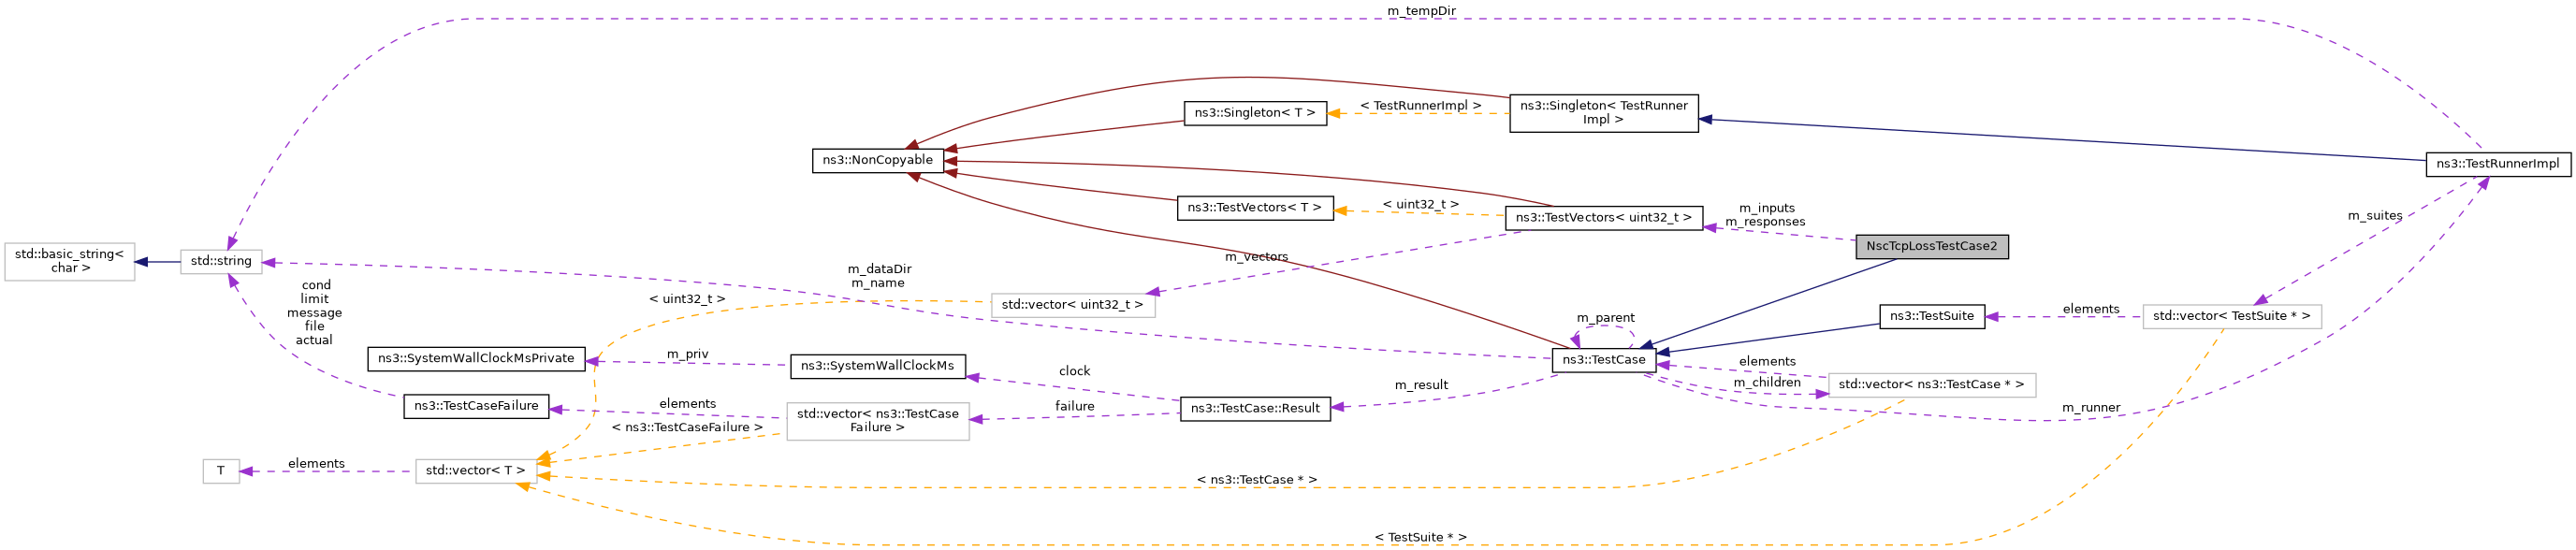 m_tempDir
ns3::Singleton< T >
< TestRunnerImpl >
ns3::Singleton< TestRunner
Impl >
ns3::NonCopyable
ns3::TestRunnerImpl
ns3::TestVectors< T >
< uint32_t >
ns3::TestVectors< uint32_t >
m_inputs
m_responses
m_suites
NscTcpLossTestCase2
std::basic_string<
char >
std::string
m_vectors
m_dataDir
m_name
cond
limit
message
file
actual
< uint32_t >
std::vector< uint32_t >
m_parent
ns3::TestSuite
elements
std::vector< TestSuite * >
ns3::SystemWallClockMsPrivate
m_priv
ns3::SystemWallClockMs
clock
ns3::TestCase
elements
m_children
std::vector< ns3::TestCase * >
m_result
ns3::TestCaseFailure
elements
std::vector< ns3::TestCase
Failure >
failure
ns3::TestCase::Result
m_runner
< ns3::TestCaseFailure >
T
elements
std::vector< T >
< ns3::TestCase * >
< TestSuite * >